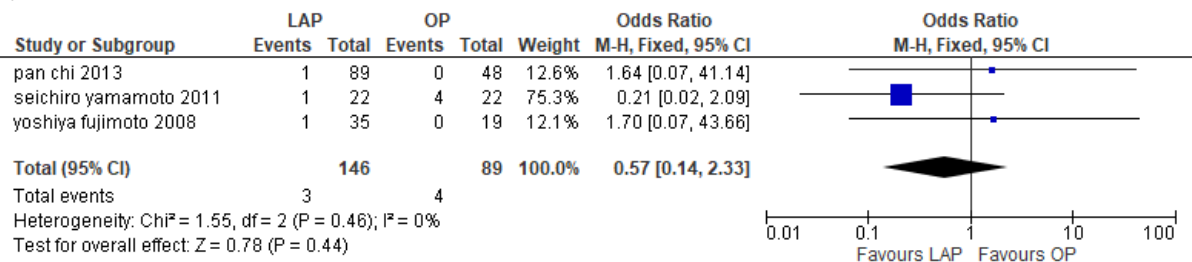 LAP OP Odds Ratio Odds Ratio
Study or Subgroup Events Total Events Total Weight M-H, Fixed, 95% CI M-H, Fixed, 95% CI
pan chi 2013 1 89 0 48 12.6% 1.64 [0.07, 41.14]
seichiro yamamoto 2011 1 22 4 22 75.3% 0.21 [0.02, 2.09]
yoshiya fujimoto 2008 1 35 0 19 12.1% 1.70 [0.07, 43.66]
Total (95% CI) 146 89 100.0% 0.57 [0.14, 2.33]
Total events 3 4
Heterogeneity: Chi² = 1.55, df = 2 (P = 0.46); I² = 0%
Test for overall effect: Z = 0.78 (P = 0.44)
0.01 0.1 1 10 100
Favours LAP Favours OP